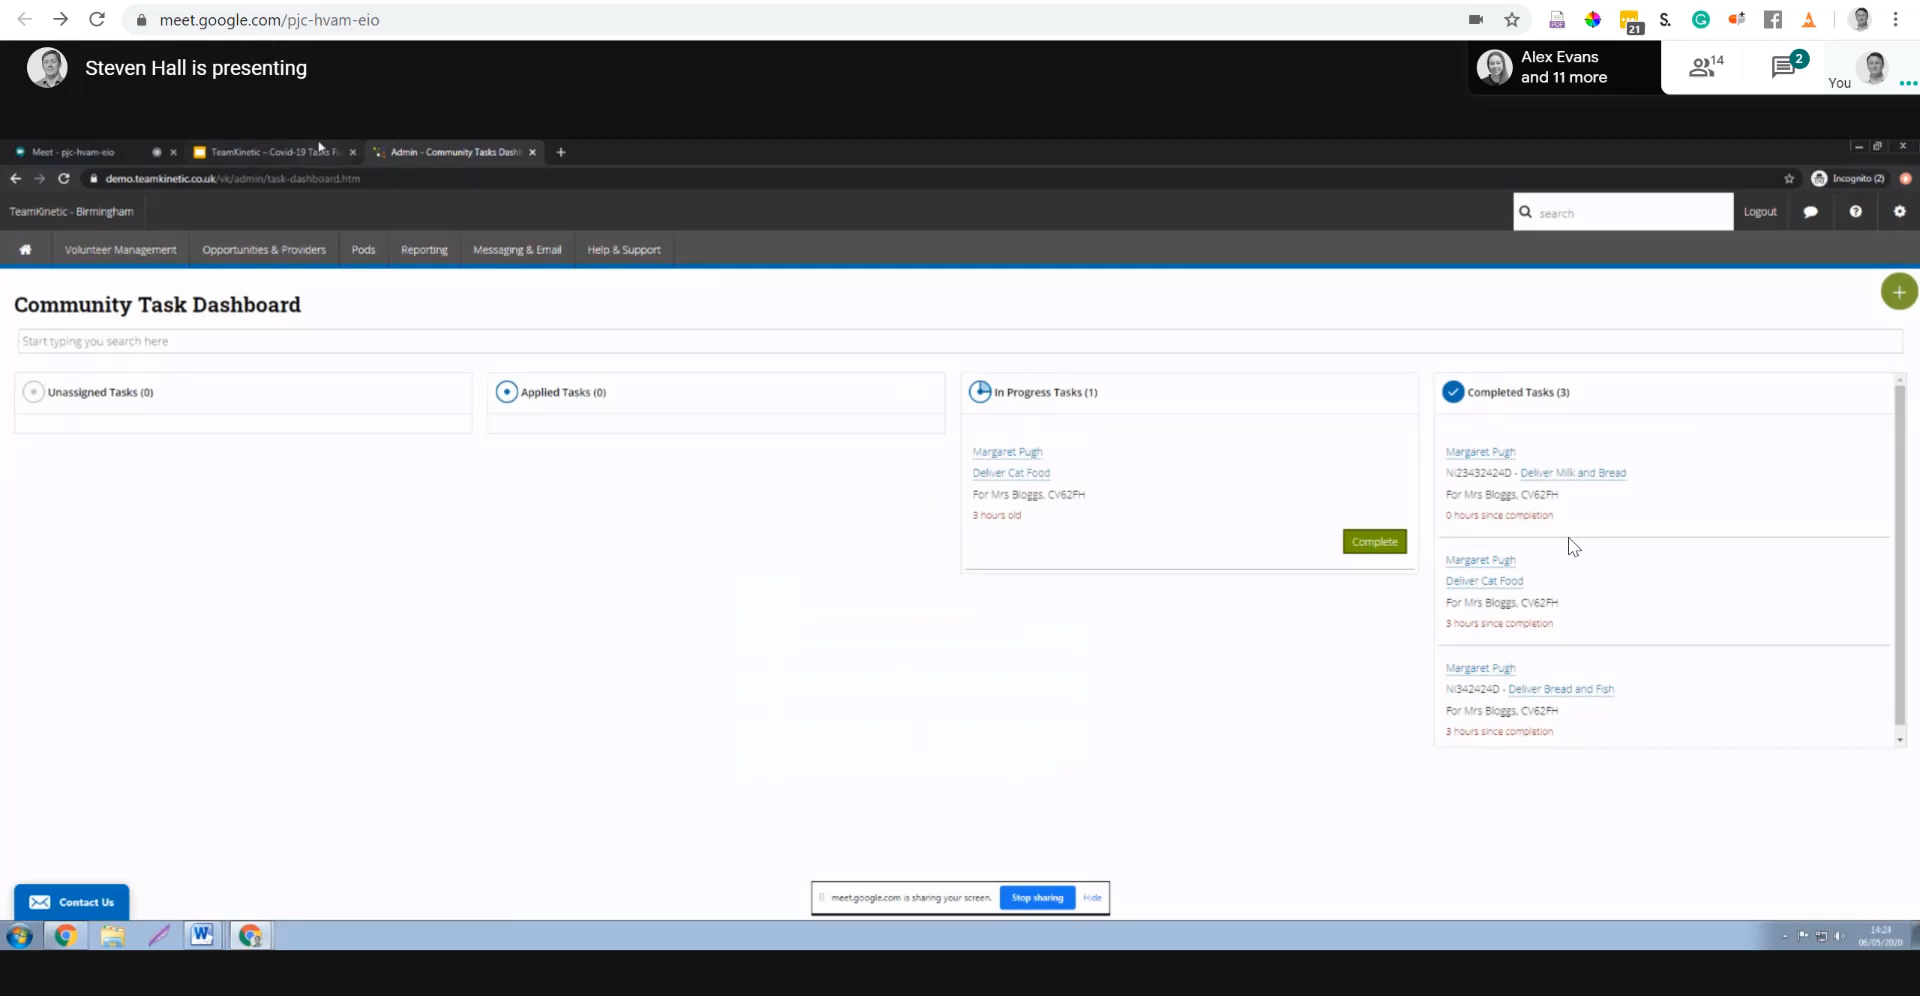 meet.google.com/pjc-hvam-eio
21
Steven Hall is presenting
Alex Evans
and 11 more
14
2
You
Meet - pjc-hvam-eio
TeamKinetic – Covid-19 Tasks Fu
Admin - Community Tasks Dashb
demo.teamkinetic.co.uk/vk/admin/task-dashboard.htm
Incognito (2)
TeamKinetic - Birmingham
search
Logout
Volunteer Management
Opportunities & Providers
Pods
Reporting
Messaging & Email
Help & Support
Community Task Dashboard
Start typing you search here
Unassigned Tasks (0)
Applied Tasks (0)
In Progress Tasks (1)
Margaret Pugh
Deliver Cat Food
For Mrs Bloggs, CV62FH
3 hours old
Complete
Completed Tasks (3)
Margaret Pugh
NI23432424D - Deliver Milk and Bread
For Mrs Bloggs, CV62FH
0 hours since completion
Margaret Pugh
Deliver Cat Food
For Mrs Bloggs, CV62FH
3 hours since completion
Margaret Pugh
NI342424D - Deliver Bread and Fish
For Mrs Bloggs, CV62FH
3 hours since completion
Contact Us
meet.google.com is sharing your screen.
Stop sharing
Hide
14:24
06/05/2020